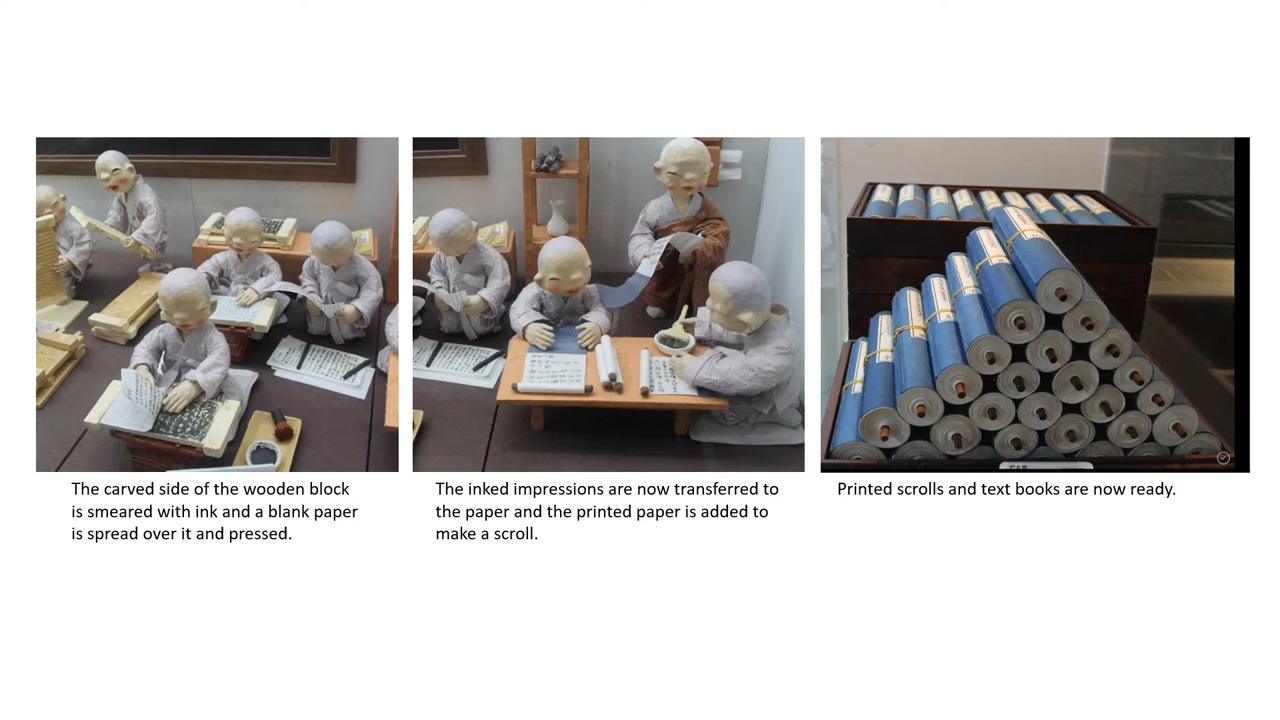 The carved side of the wooden block
is smeared with ink and a blank paper
is spread over it and pressed.
The inked impressions are now transferred to
the paper and the printed paper is added to
make a scroll.
Printed scrolls and text books are now ready.